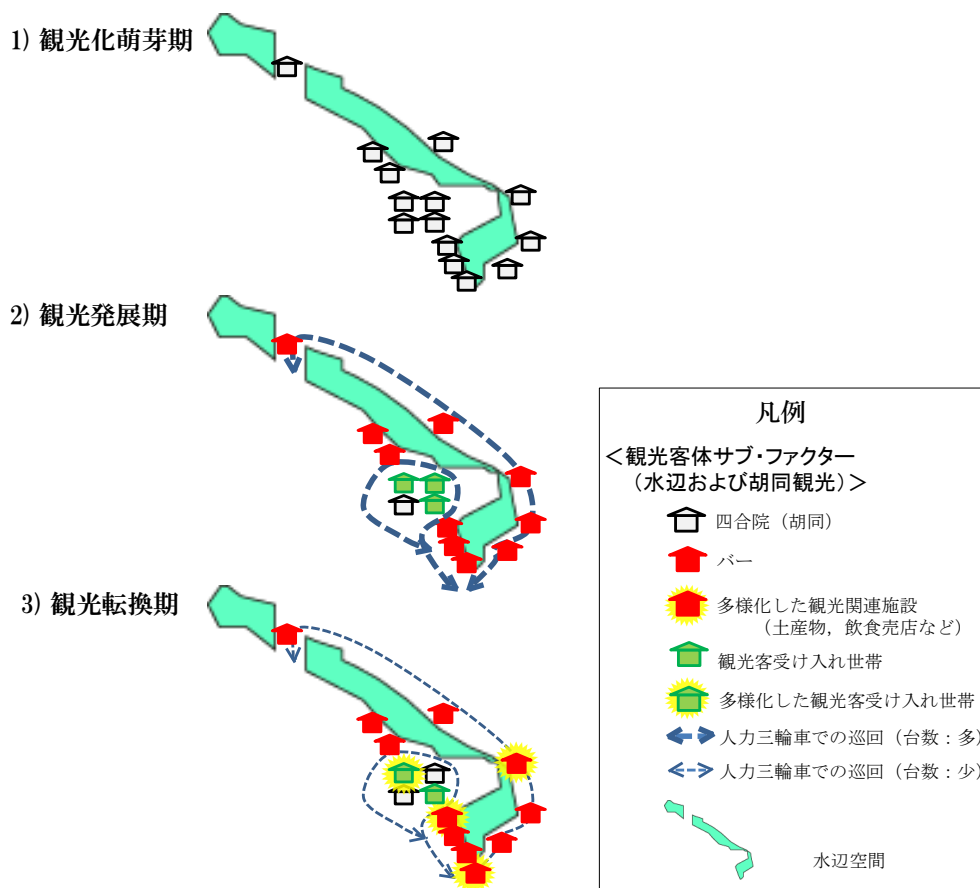 1) 観光化萌芽期
2) 観光発展期
3) 観光転換期
凡例
＜観光客体サブ・ファクター
（水辺および胡同観光）＞
四合院（胡同）
バー
多様化した観光関連施設
（土産物，飲食売店など）
観光客受け入れ世帯
多様化した観光客受け入れ世帯
人力三輪車での巡回（台数：多）
人力三輪車での巡回（台数：少）
水辺空間